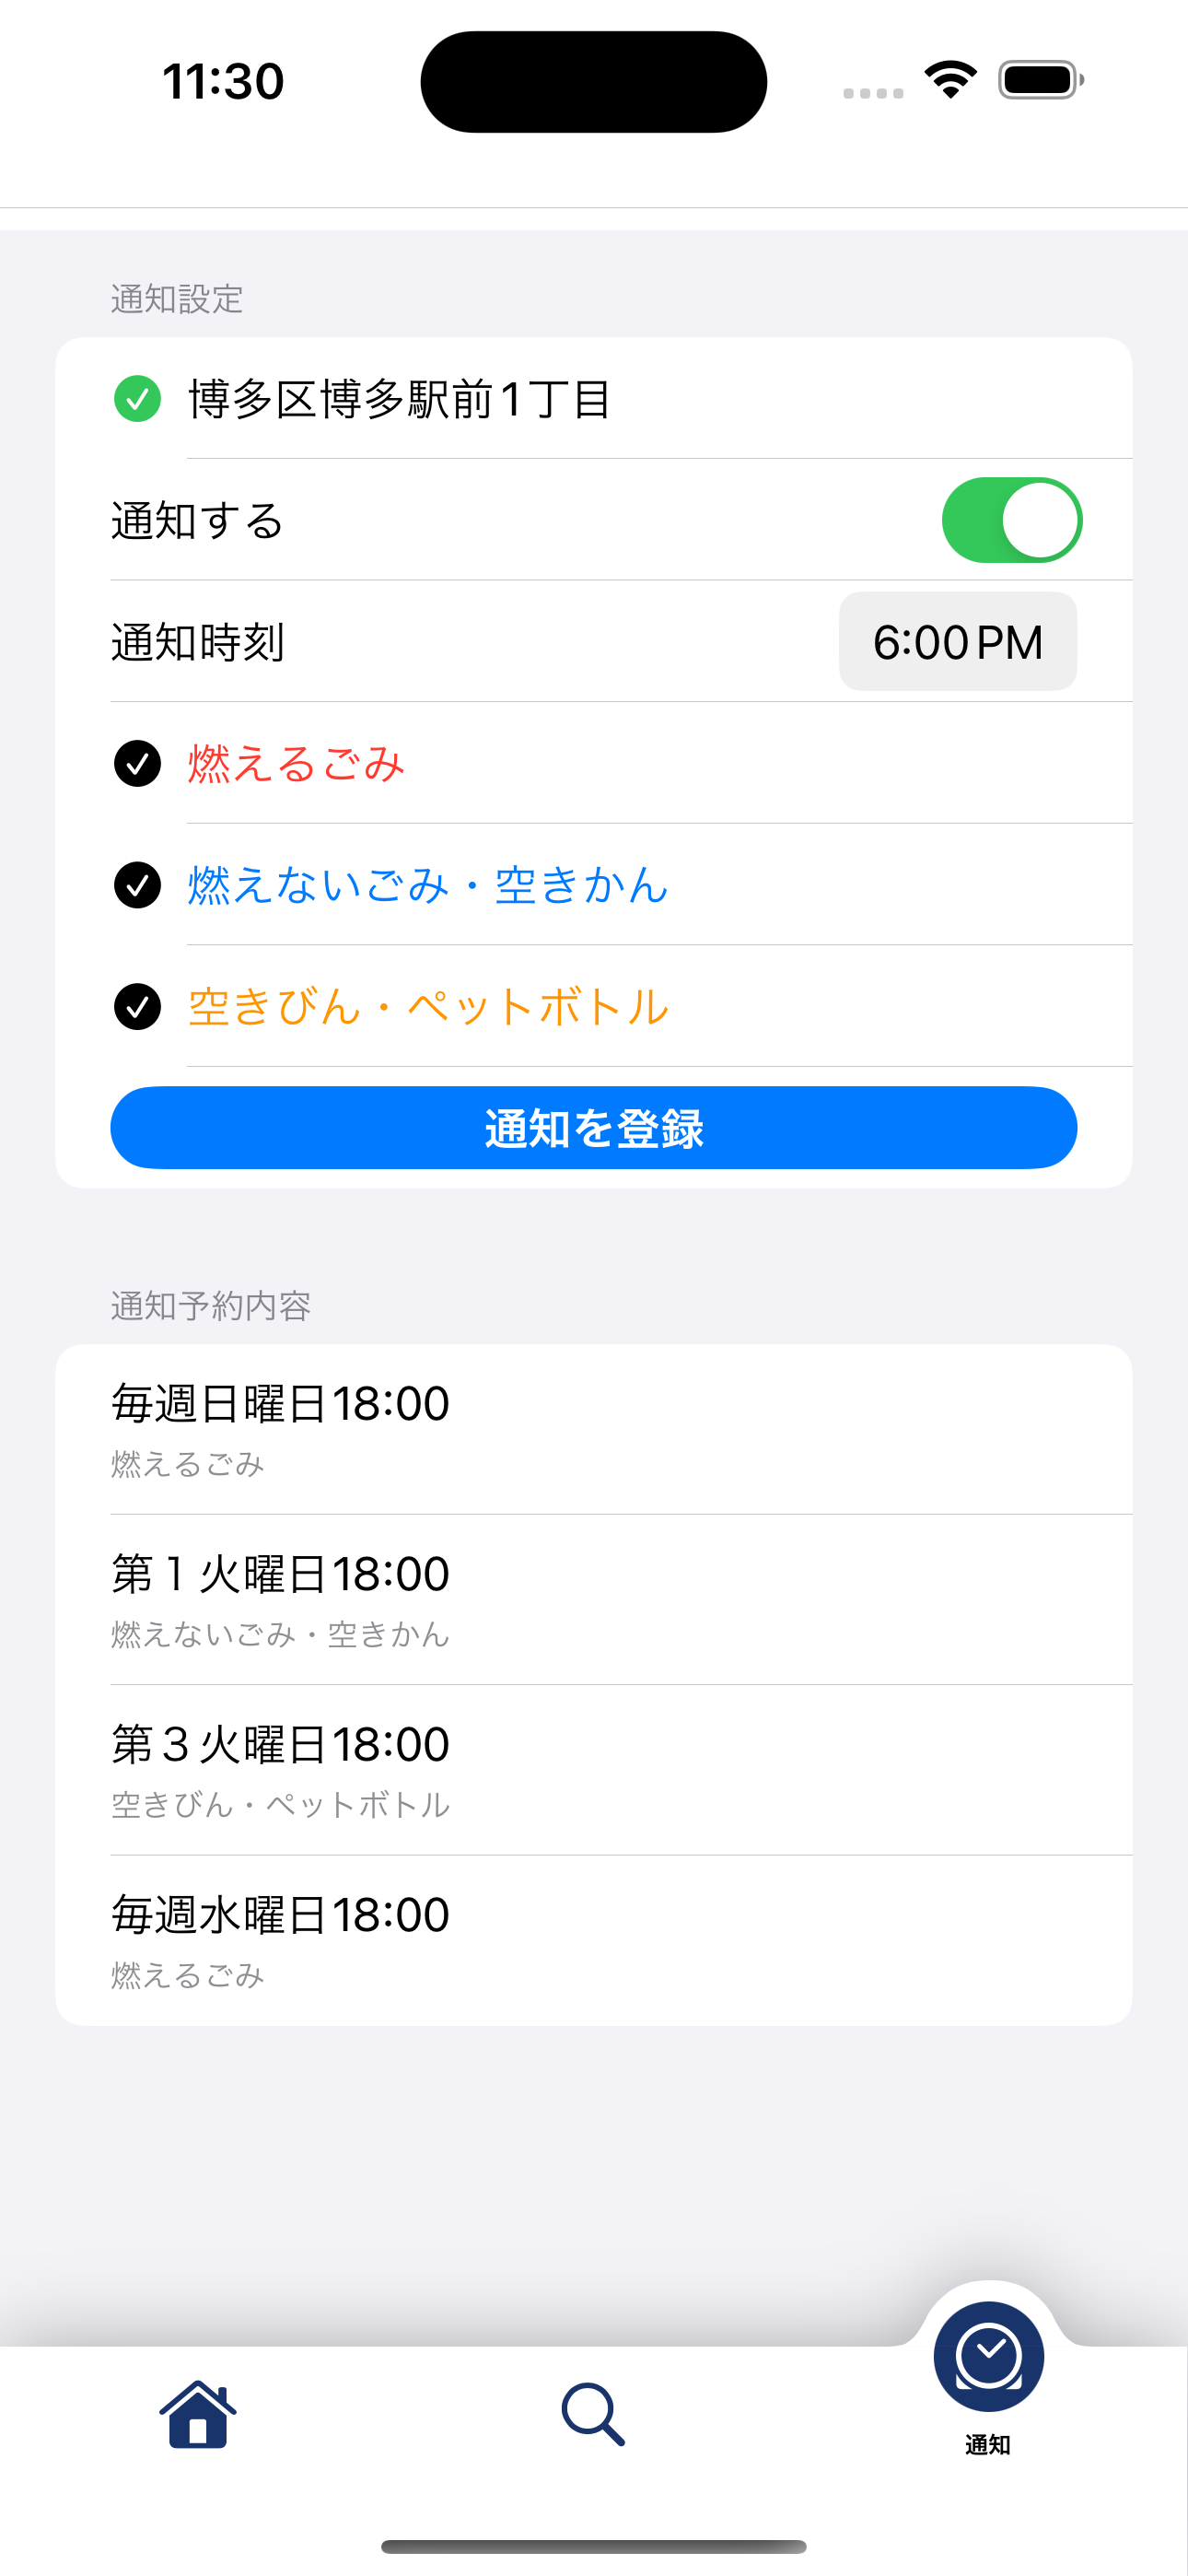 11:30
通知設定
博多区博多駅前1丁目
通知する
通知時刻
6:00 PM
燃えるごみ
燃えないごみ・空きかん
空きびん・ペットボトル
通知を登録
通知予約内容
毎週日曜日18:00
燃えるごみ
第１火曜日18:00
燃えないごみ・空きかん
第３火曜日18:00
空きびん・ペットボトル
毎週水曜日18:00
燃えるごみ
通知